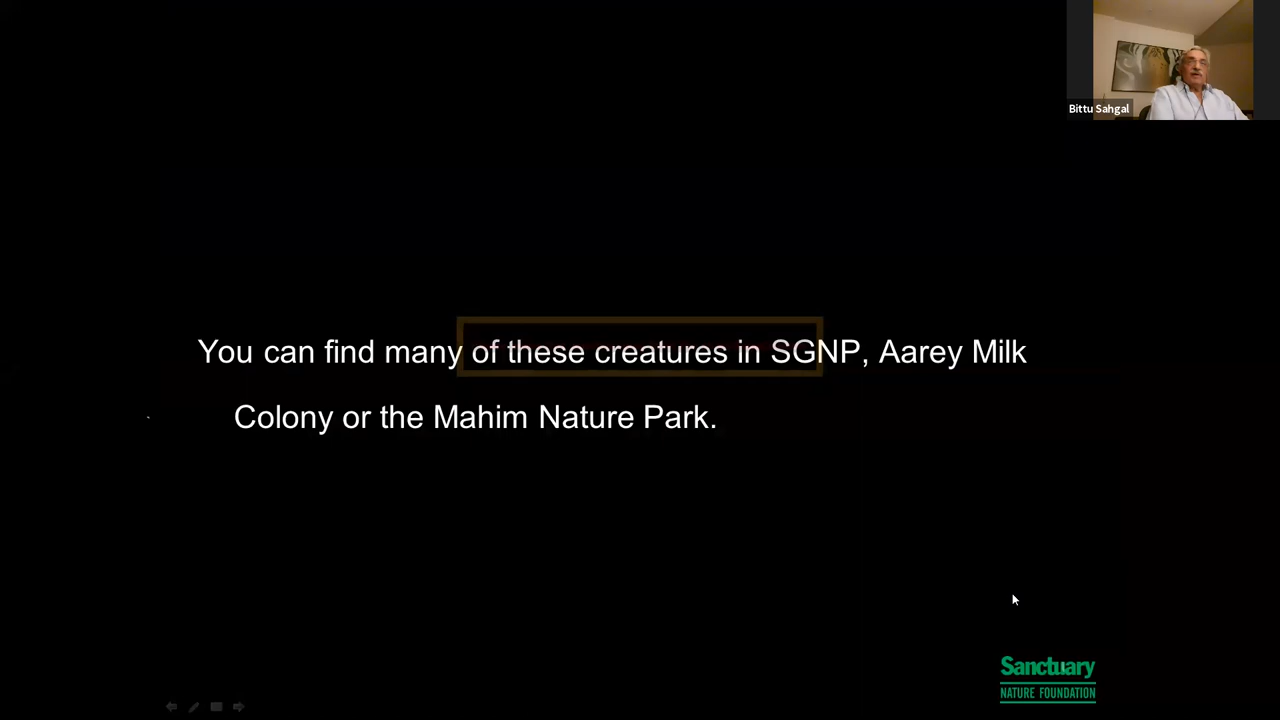 Bittu Sahgal
You can find many of these creatures in SGNP, Aarey Milk
Colony or the Mahim Nature Park.
Sanctuary
NATURE FOUNDATION